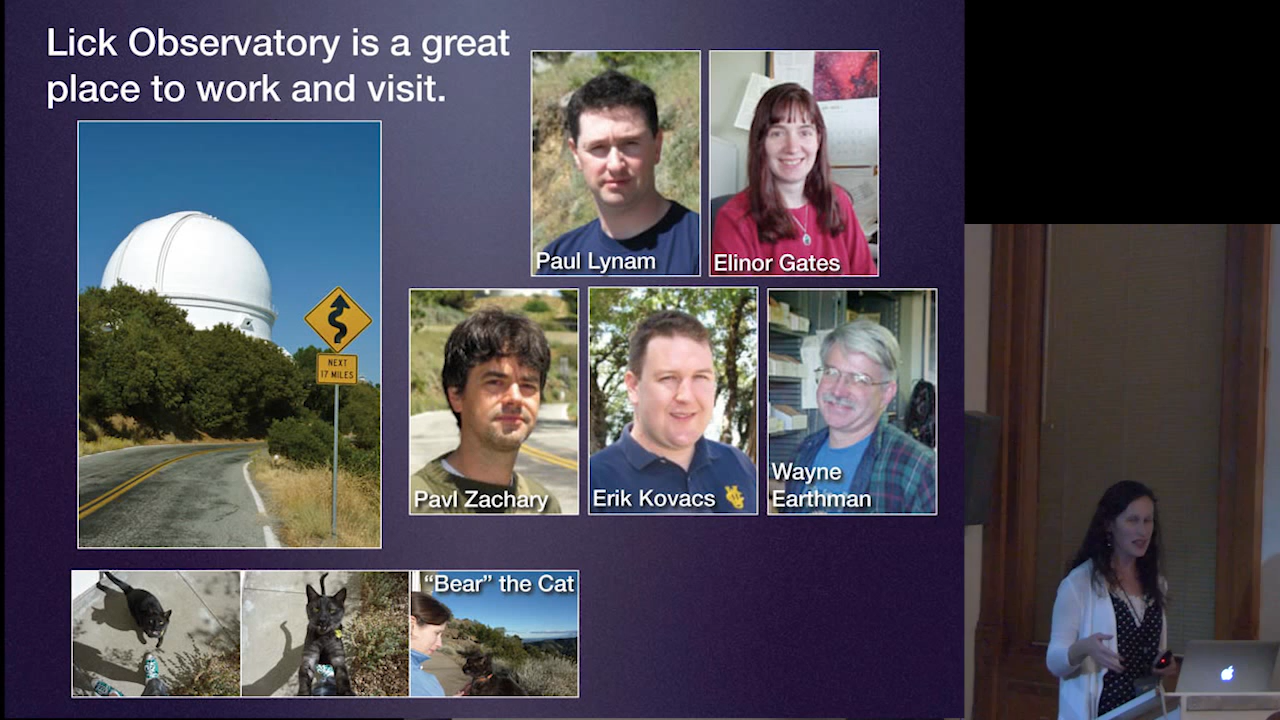 Lick Observatory is a great
place to work and visit.
Paul Lynam
Elinor Gates
NEXT
17 MILES
Pavl Zachary
Erik Kovacs
Wayne
Earthman
“Bear” the Cat